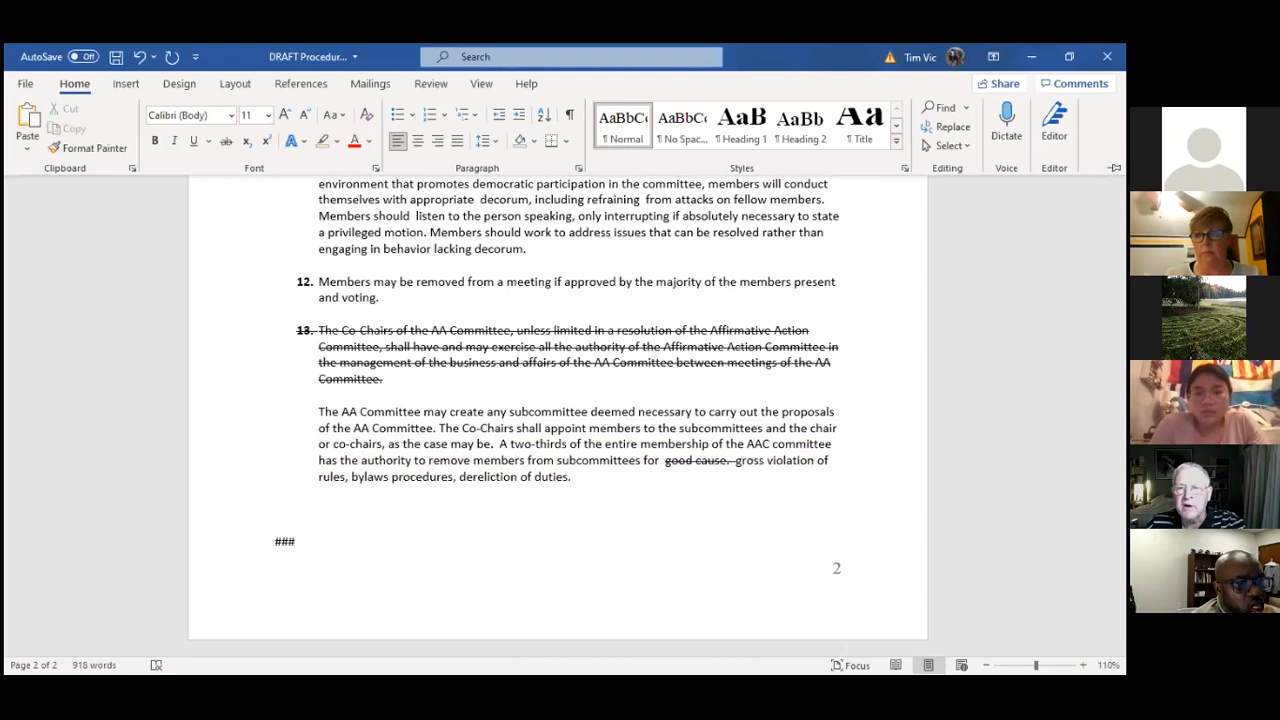 AutoSave Off DRAFT Procedur... Search Tim Vic
File Home Insert Design Layout References Mailings Review View Help Share Comments
Paste Cut Copy Format Painter Clipboard
Calibri (Body) 11 Aa A
B I U ab x₂ x² A A Font
Paragraph
AaBbCc AaBbCc AaB AaBb Aa
¶ Normal ¶ No Spac... ¶ Heading 1 ¶ Heading 2 ¶ Title
Styles
Find Replace Select Editing
Dictate Voice
Editor Editor
environment that promotes democratic participation in the committee, members will conduct
themselves with appropriate decorum, including refraining from attacks on fellow members.
Members should listen to the person speaking, only interrupting if absolutely necessary to state
a privileged motion. Members should work to address issues that can be resolved rather than
engaging in behavior lacking decorum.
12. Members may be removed from a meeting if approved by the majority of the members present
and voting.
13. The Co-Chairs of the AA Committee, unless limited in a resolution of the Affirmative Action
Committee, shall have and may exercise all the authority of the Affirmative Action Committee in
the management of the business and affairs of the AA Committee between meetings of the AA
Committee.
The AA Committee may create any subcommittee deemed necessary to carry out the proposals
of the AA Committee. The Co-Chairs shall appoint members to the subcommittees and the chair
or co-chairs, as the case may be. A two-thirds of the entire membership of the AAC committee
has the authority to remove members from subcommittees for good cause. gross violation of
rules, bylaws procedures, dereliction of duties.
###
2
Page 2 of 2 918 words Focus 110%